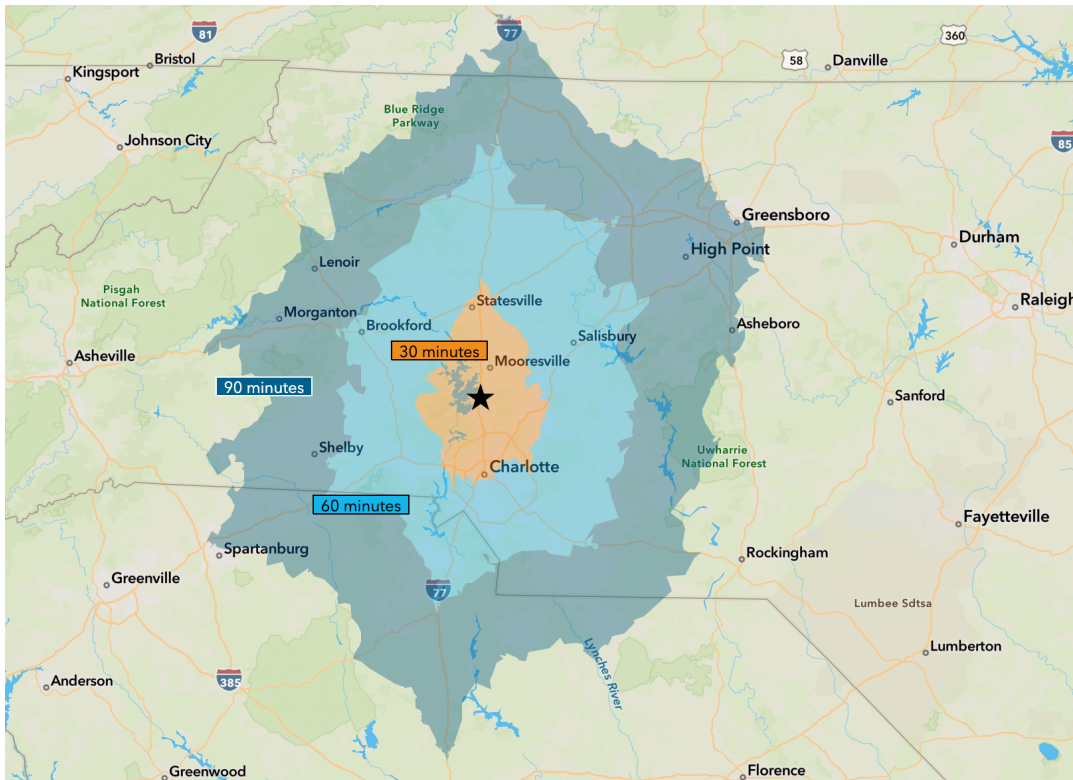 81
77
360
58
Danville
Bristol
Kingsport
Blue Ridge
Parkway
Johnson City
85
Greensboro
Durham
High Point
Lenoir
Pisgah
National Forest
Statesville
Raleigh
Morganton
Brookford
Salisbury
Asheboro
30 minutes
Asheville
Mooresville
90 minutes
Sanford
Shelby
Charlotte
Uwharrie
National Forest
60 minutes
Fayetteville
Spartanburg
Rockingham
Greenville
77
Lumbee Sdtsa
Lynches River
Lumberton
385
Anderson
Greenwood
Florence